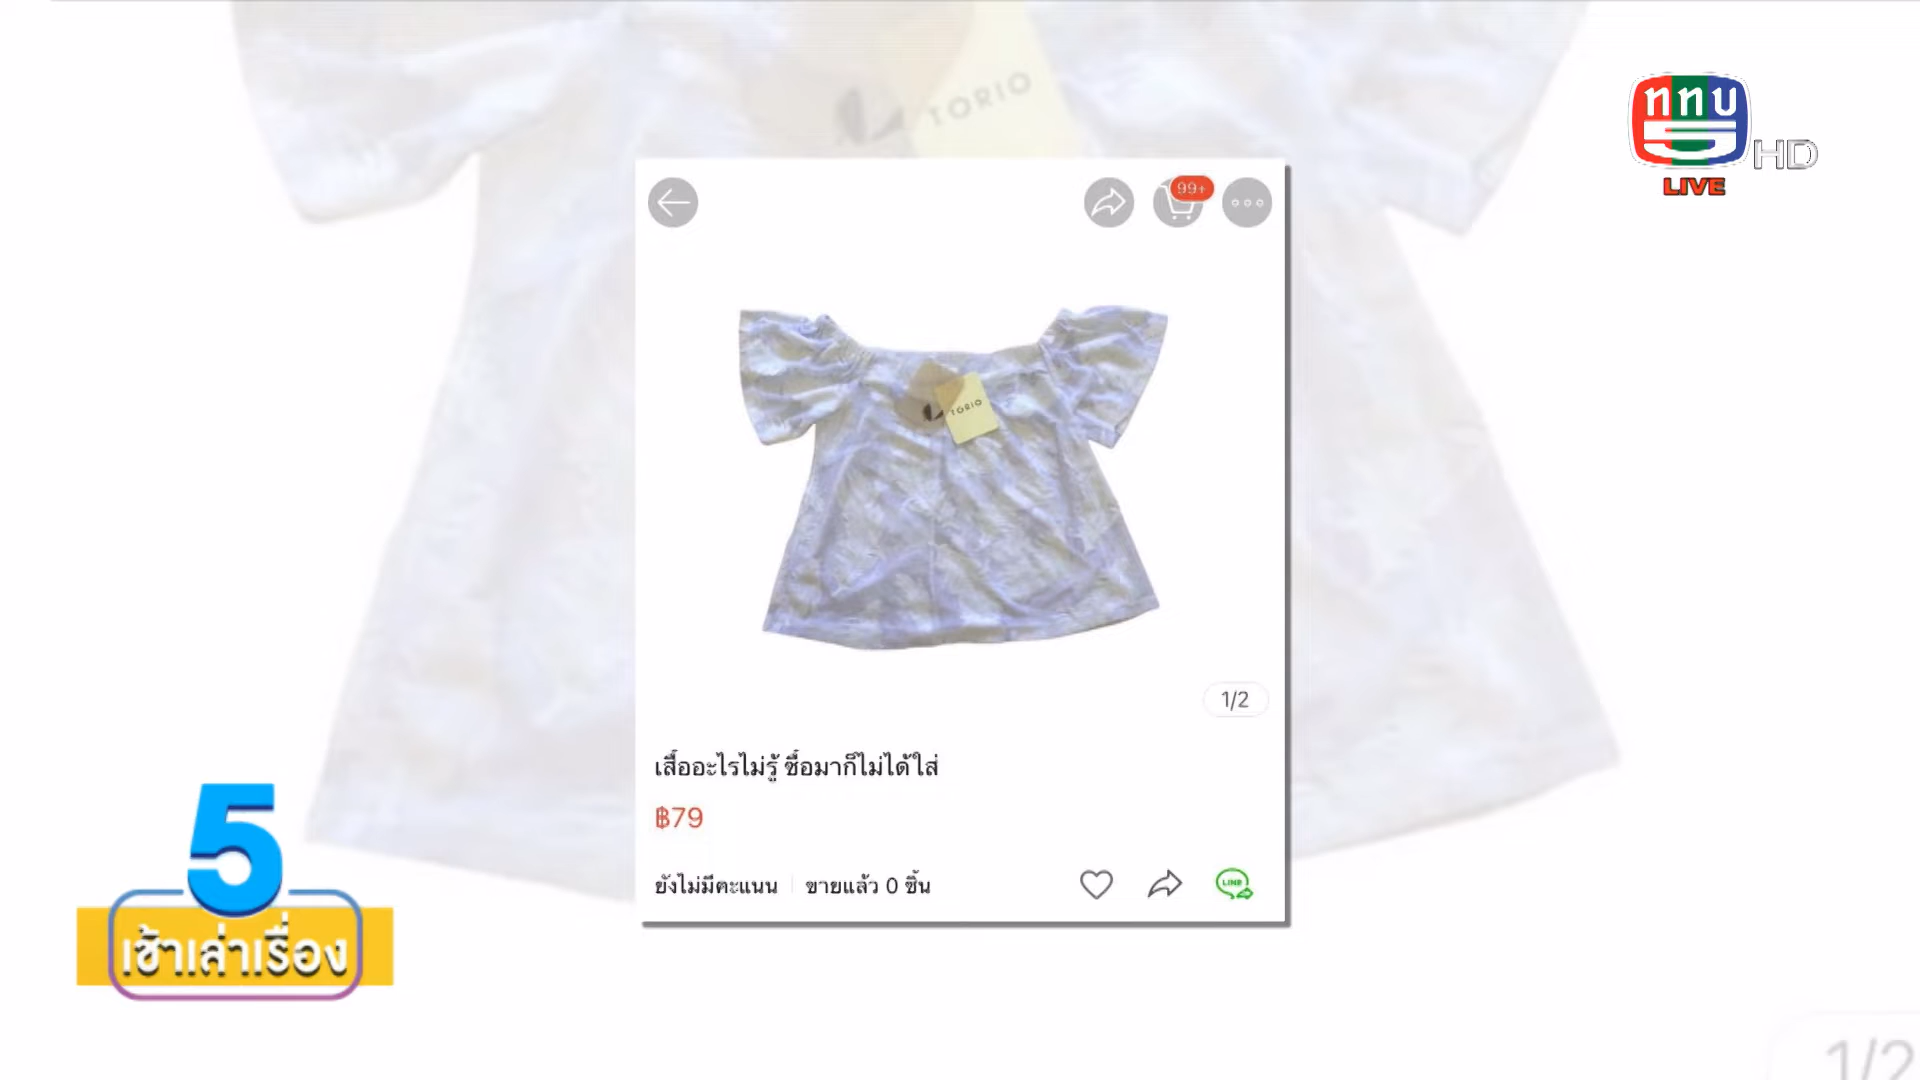 TORIO
ททบ
5
HD
LIVE
99+
TORIO
1/2
เสื้ออะไรไม่รู้ ซื้อมาก็ไม่ได้ใส่
฿79
ยังไม่มีคะแนน
ขายแล้ว 0 ชิ้น
LINE
5
เช้าเล่าเรื่อง
1/2